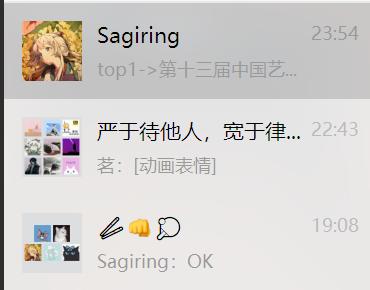 Sagiring 23:54
top1->第十三届中国艺...
严于待他人，宽于律... 22:43
茗：[动画表情]
🥢👊🏓 19:08
Sagiring：OK